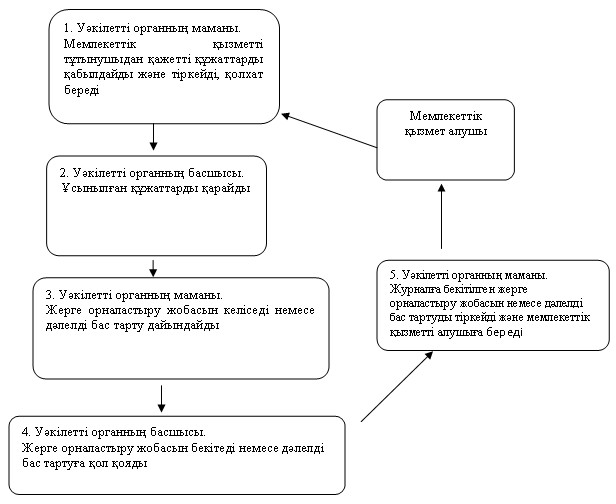 1. Уәкілетті органның маманы.
Мемлекеттік қызметті
тұтынушыдан қажетті құжаттарды
қабылдайды және тіркейді, қолхат
береді
Мемлекеттік
қызмет алушы
2. Уәкілетті органның басшысы.
Ұсынылған құжаттарды қарайды
3. Уәкілетті органның маманы.
Жерге орналастыру жобасын келіседі немесе
дәлелді бас тарту дайындайды
5. Уәкілетті органның маманы.
Журналға бекітілген жерге
орналастыру жобасын немесе дәлелді
бас тартуды тіркейді және мемлекеттік
қызметті алушыға береді
4. Уәкілетті органның басшысы.
Жерге орналастыру жобасын бекітеді немесе дәлелді
бас тартуға қол қояды